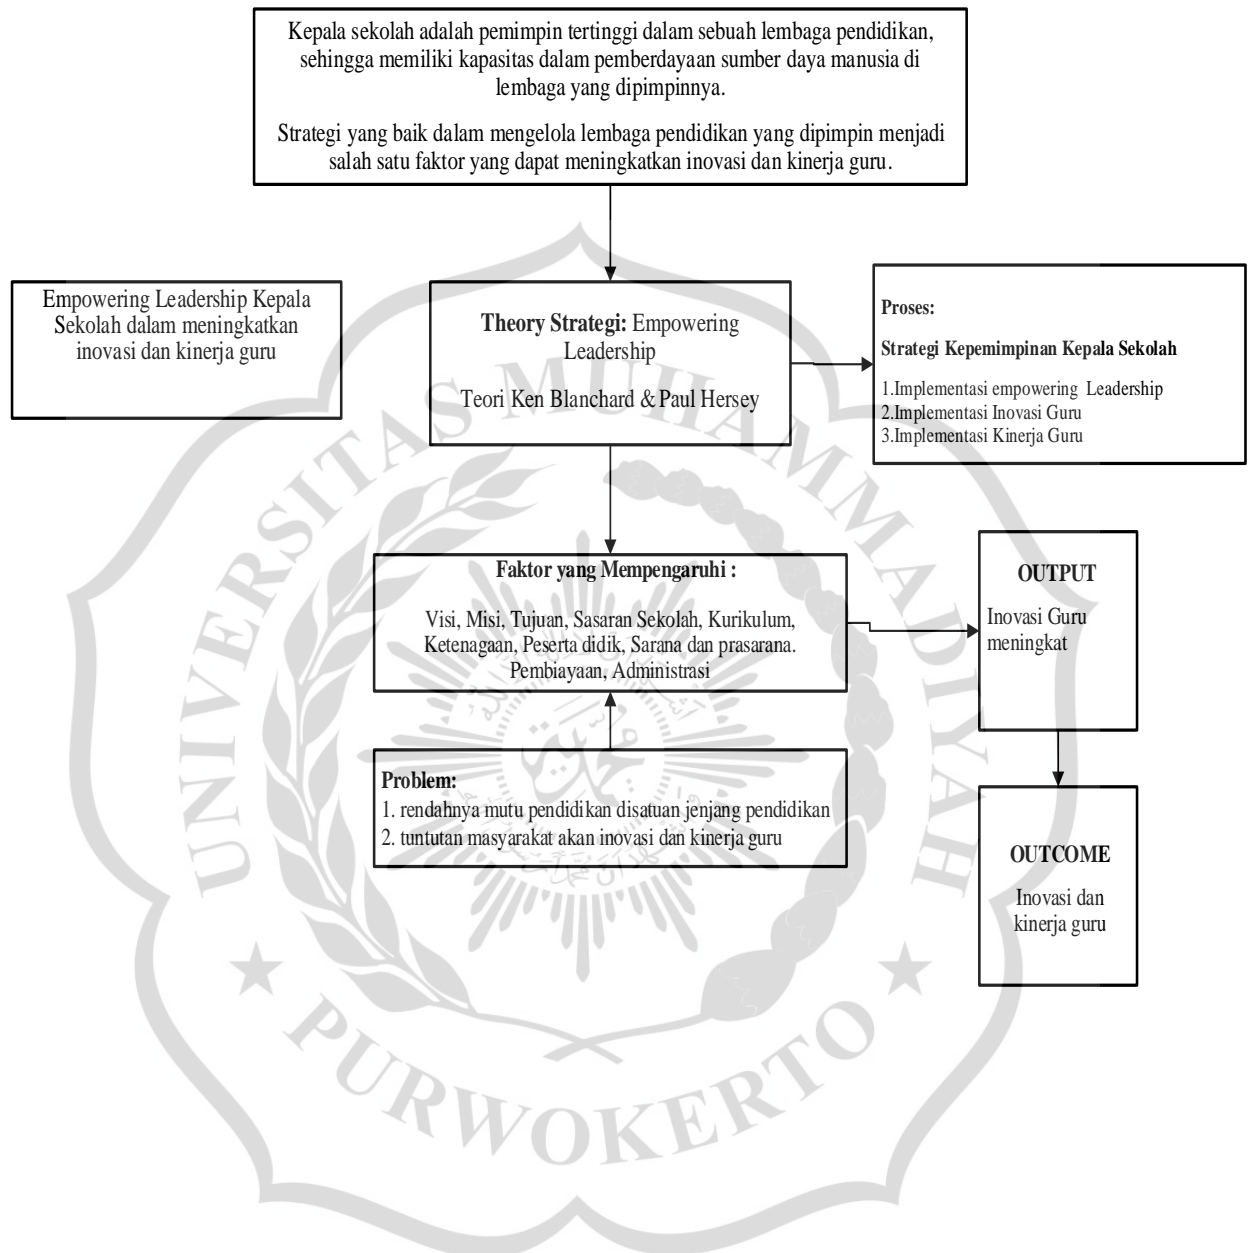 Kepala sekolah adalah pemimpin tertinggi dalam sebuah lembaga pendidikan,
sehingga memiliki kapasitas dalam pemberdayaan sumber daya manusia di
lembaga yang dipimpinnya.
Strategi yang baik dalam mengelola lembaga pendidikan yang dipimpin menjadi
salah satu faktor yang dapat meningkatkan inovasi dan kinerja guru.
Empowering Leadership Kepala
Sekolah dalam meningkatkan
inovasi dan kinerja guru
Theory Strategi: Empowering
Leadership
Teori Ken Blanchard & Paul Hersey
Proses:
Strategi Kepemimpinan Kepala Sekolah
1.Implementasi empowering Leadership
2.Implementasi Inovasi Guru
3.Implementasi Kinerja Guru
Faktor yang Mempengaruhi :
Visi, Misi, Tujuan, Sasaran Sekolah, Kurikulum,
Ketenagaan, Peserta didik, Sarana dan prasarana.
Pembiayaan, Administrasi
OUTPUT
Inovasi Guru
meningkat
Problem:
1. rendahnya mutu pendidikan disatuan jenjang pendidikan
2. tuntutan masyarakat akan inovasi dan kinerja guru
OUTCOME
Inovasi dan
kinerja guru
UNIVERSITAS MUHAMMADIYAH
PURWOKERTO